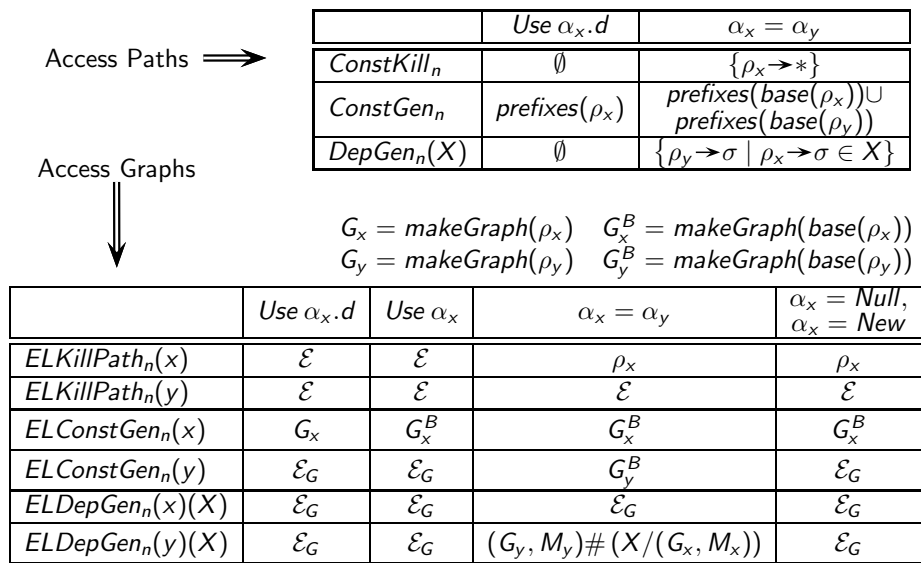 Access Paths ⟹
Use αx.d | αx = αy
ConstKilln | ∅ | {ρx→∗}
ConstGenn | prefixes(ρx) | prefixes(base(ρx))∪
prefixes(base(ρy))
DepGenn(X) | ∅ | {ρy→σ | ρx→σ ∈ X}
Access Graphs
Gx = makeGraph(ρx) GxB = makeGraph(base(ρx))
Gy = makeGraph(ρy) GyB = makeGraph(base(ρy))
Use αx.d | Use αx | αx = αy | αx = Null,
αx = New
ELKillPathn(x) | ℰ | ℰ | ρx | ρx
ELKillPathn(y) | ℰ | ℰ | ℰ | ℰ
ELConstGenn(x) | Gx | GxB | GxB | GxB
ELConstGenn(y) | ℰG | ℰG | GyB | ℰG
ELDepGenn(x)(X) | ℰG | ℰG | ℰG | ℰG
ELDepGenn(y)(X) | ℰG | ℰG | (Gy, My)#(X/(Gx, Mx)) | ℰG